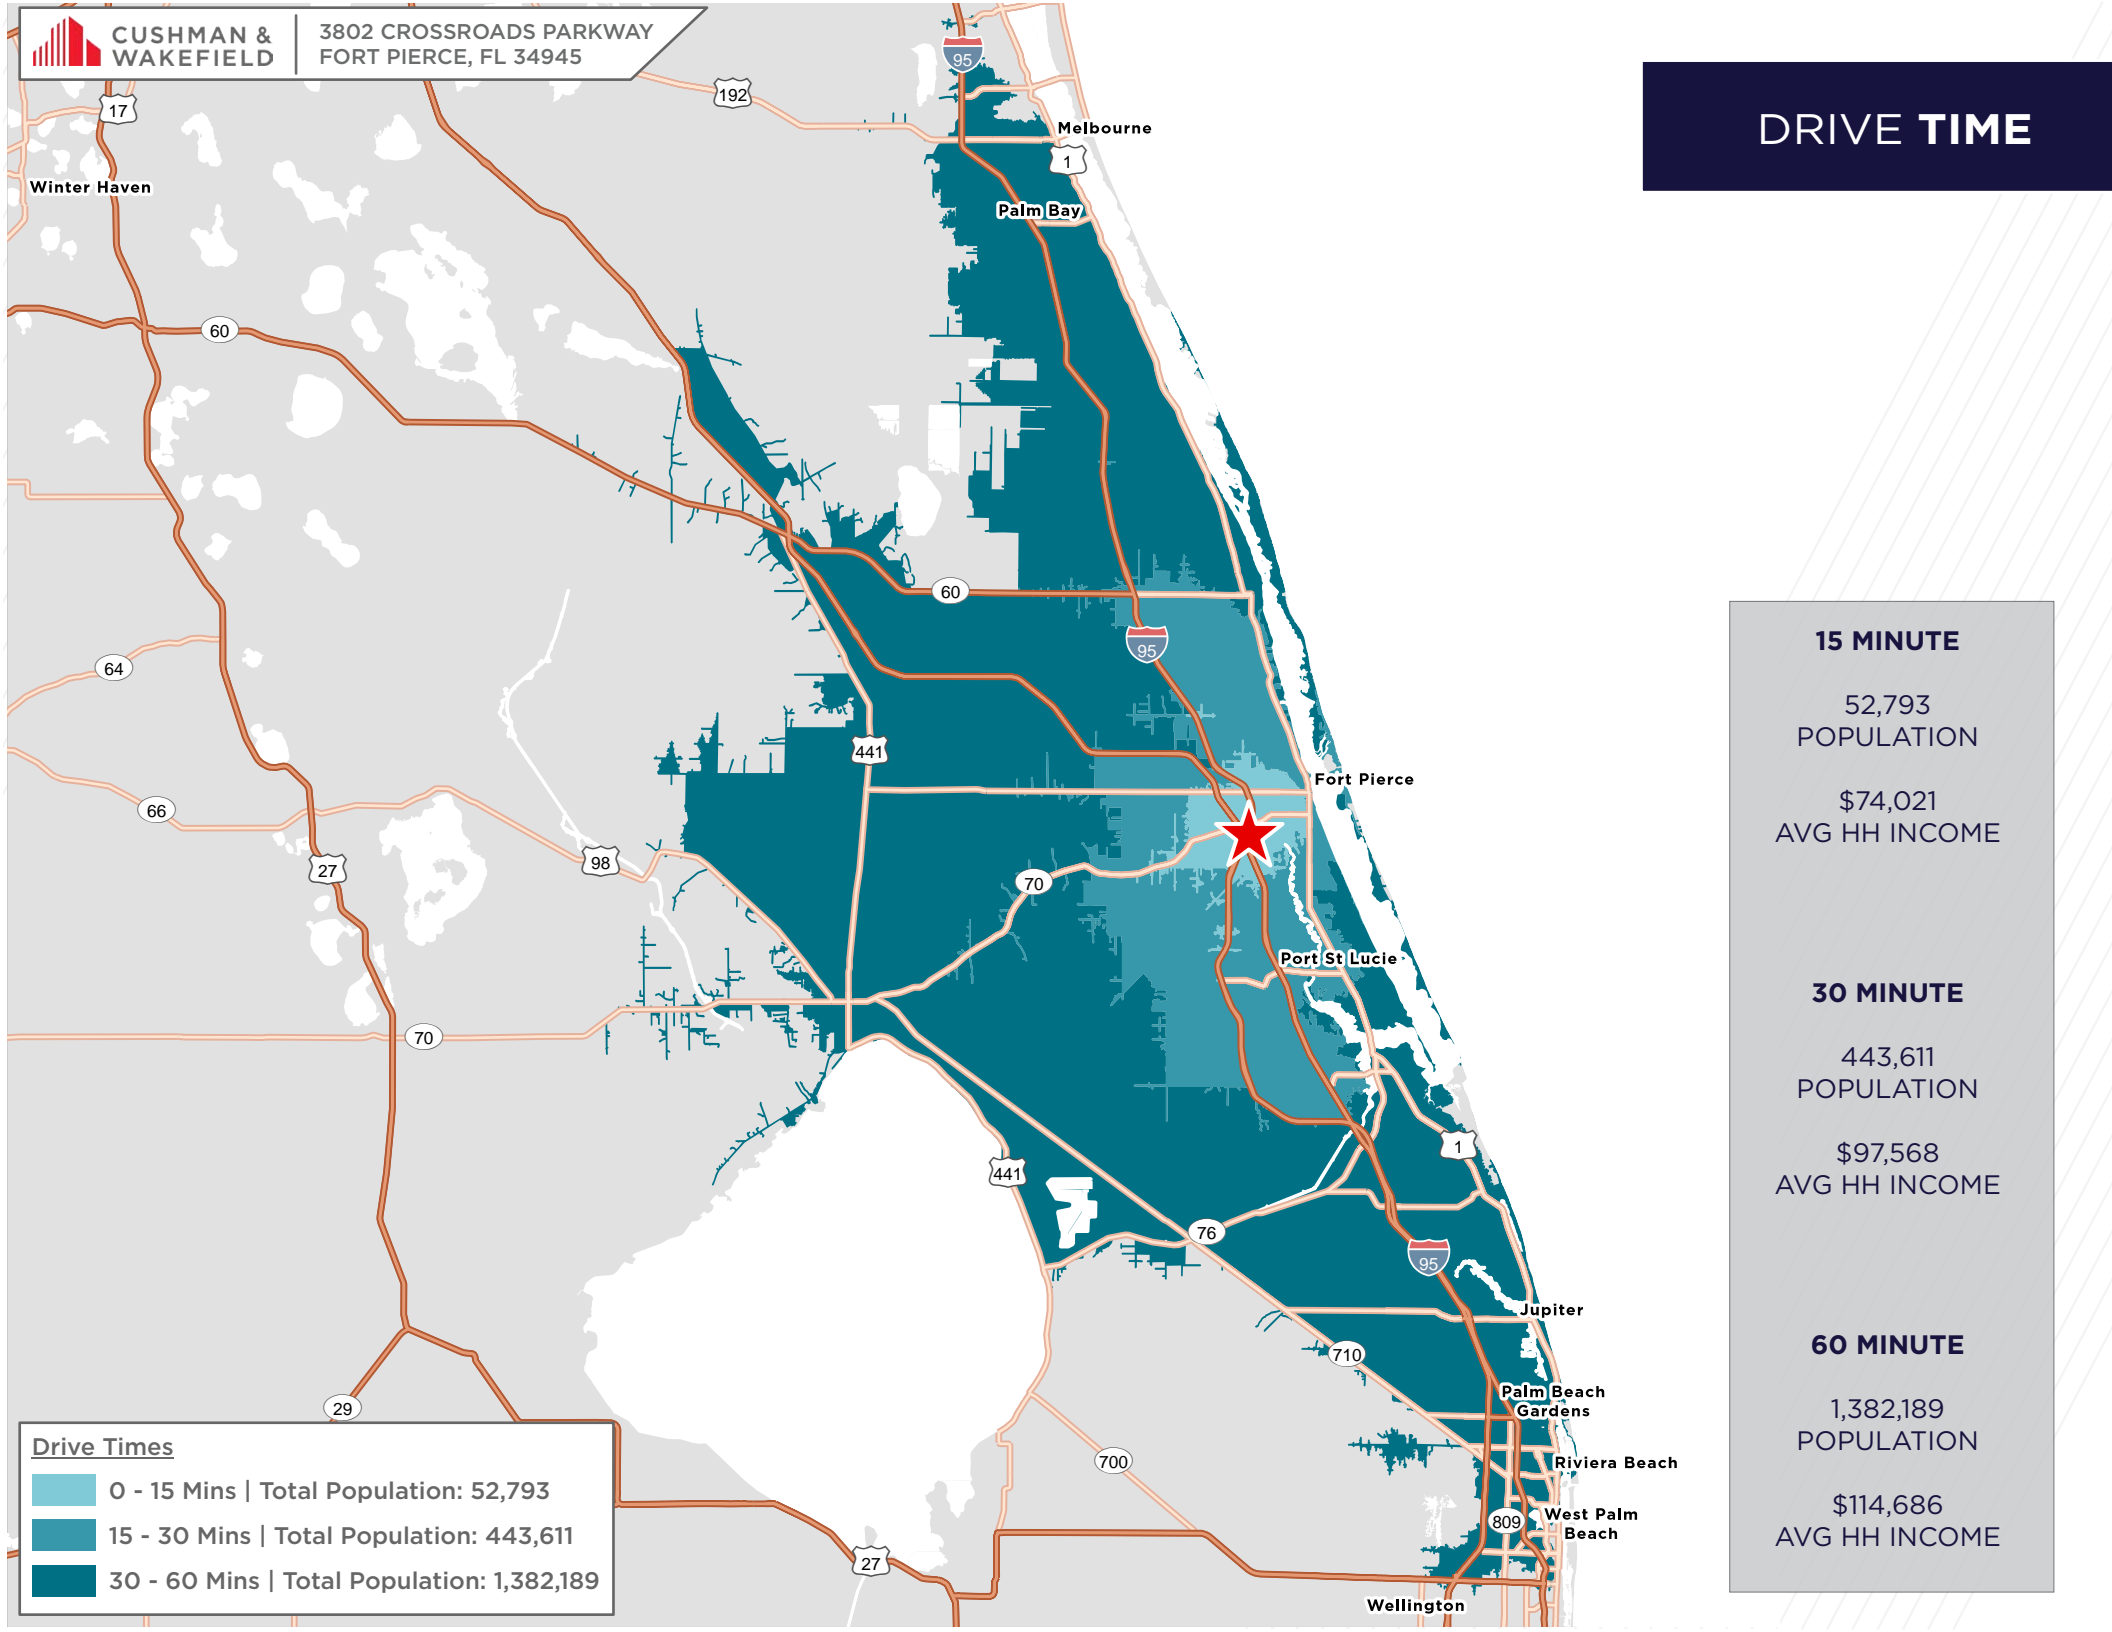 CUSHMAN &
WAKEFIELD
3802 CROSSROADS PARKWAY
FORT PIERCE, FL 34945
DRIVE TIME
95
192
17
Melbourne
1
Winter Haven
Palm Bay
60
60
95
64
441
Fort Pierce
66
98
27
70
Port St Lucie
70
1
441
76
95
Jupiter
710
Palm Beach
Gardens
29
700
Riviera Beach
809
West Palm
Beach
27
Wellington
15 MINUTE
52,793
POPULATION
$74,021
AVG HH INCOME
30 MINUTE
443,611
POPULATION
$97,568
AVG HH INCOME
60 MINUTE
1,382,189
POPULATION
$114,686
AVG HH INCOME
Drive Times
0 - 15 Mins | Total Population: 52,793
15 - 30 Mins | Total Population: 443,611
30 - 60 Mins | Total Population: 1,382,189